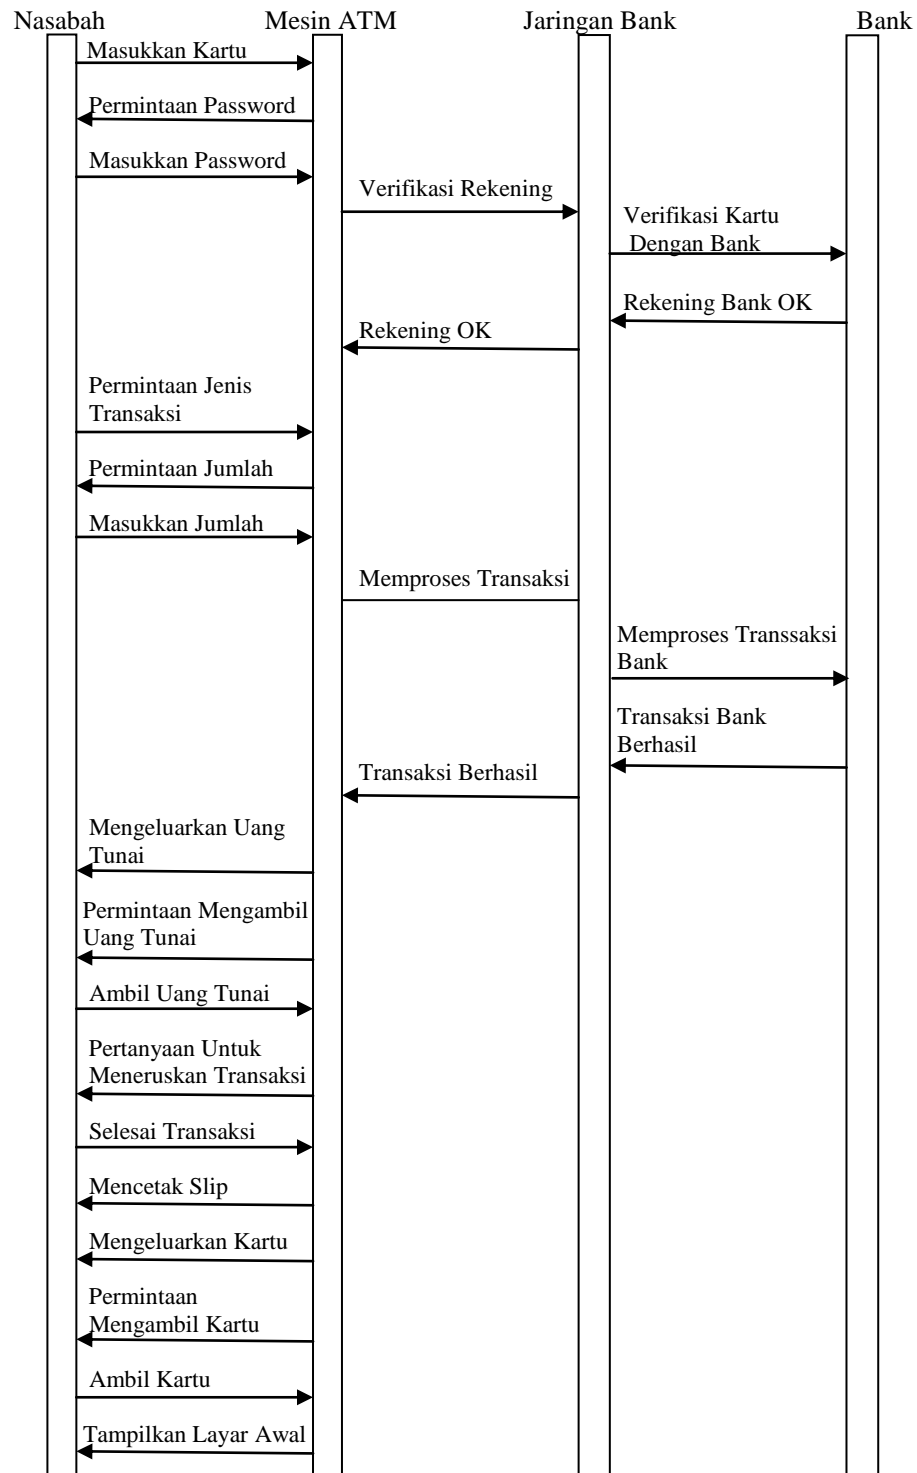 Nasabah
Mesin ATM
Jaringan Bank
Bank
Masukkan Kartu
Permintaan Password
Masukkan Password
Verifikasi Rekening
Verifikasi Kartu
Dengan Bank
Rekening Bank OK
Rekening OK
Permintaan Jenis
Transaksi
Permintaan Jumlah
Masukkan Jumlah
Memproses Transaksi
Memproses Transsaksi
Bank
Transaksi Bank
Berhasil
Transaksi Berhasil
Mengeluarkan Uang
Tunai
Permintaan Mengambil
Uang Tunai
Ambil Uang Tunai
Pertanyaan Untuk
Meneruskan Transaksi
Selesai Transaksi
Mencetak Slip
Mengeluarkan Kartu
Permintaan
Mengambil Kartu
Ambil Kartu
Tampilkan Layar Awal